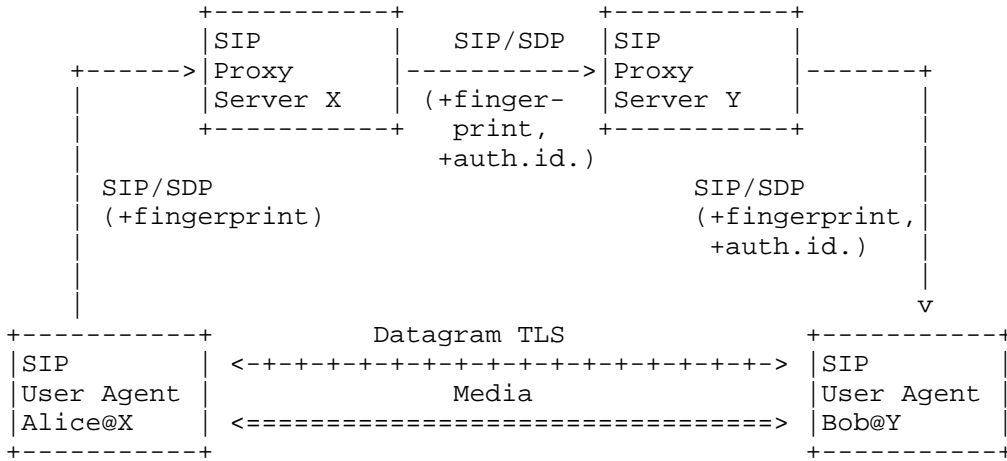 +-----------+ +-----------+
|SIP | SIP/SDP |SIP |
+------>|Proxy |----------->|Proxy |-------+
| |Server X | (+finger- |Server Y | |
| +-----------+ print, +-----------+ |
| +auth.id.) |
| SIP/SDP SIP/SDP |
| (+fingerprint) (+fingerprint,|
| +auth.id.) |
| |
| v
+-----------+ Datagram TLS +-----------+
|SIP | <-+-+-+-+-+-+-+-+-+-+-+-+-+-+-+-> |SIP |
|User Agent | Media |User Agent |
|Alice@X | <=================================> |Bob@Y |
+-----------+ +-----------+